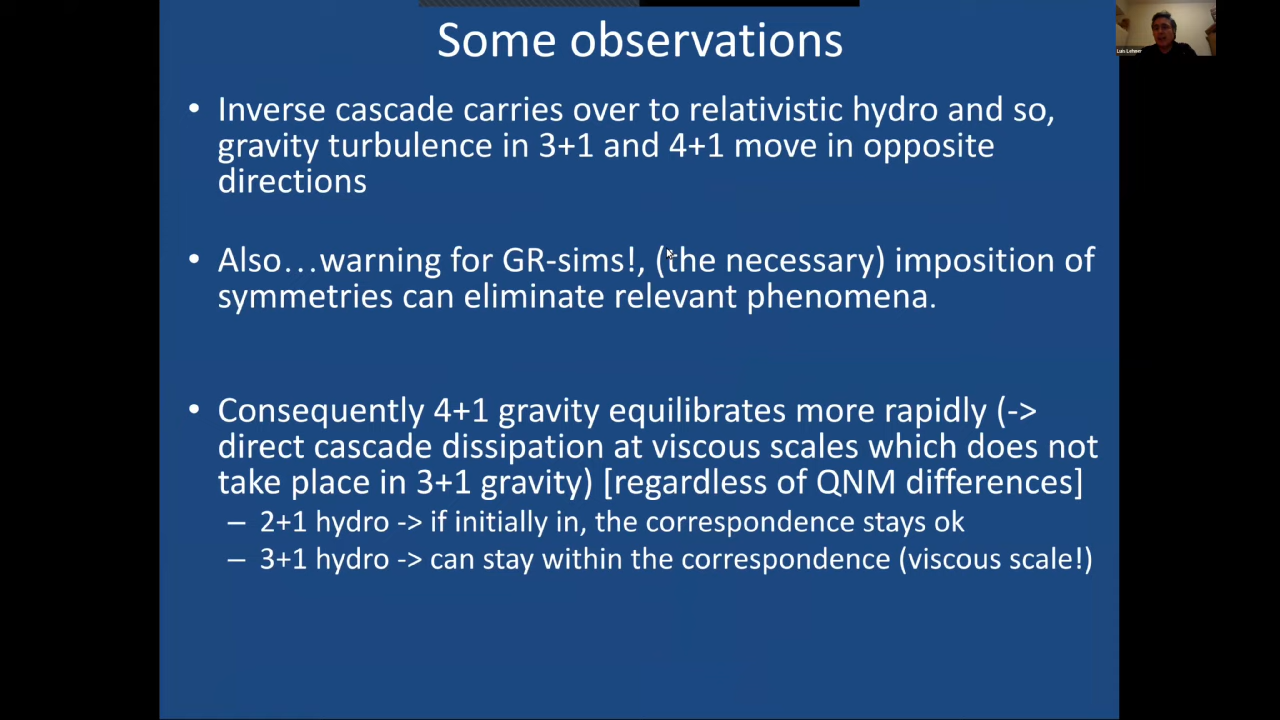 Some observations
• Inverse cascade carries over to relativistic hydro and so,
gravity turbulence in 3+1 and 4+1 move in opposite
directions
• Also…warning for GR-sims!, (the necessary) imposition of
symmetries can eliminate relevant phenomena.
• Consequently 4+1 gravity equilibrates more rapidly (->
direct cascade dissipation at viscous scales which does not
take place in 3+1 gravity) [regardless of QNM differences]
– 2+1 hydro -> if initially in, the correspondence stays ok
– 3+1 hydro -> can stay within the correspondence (viscous scale!)
Luis Lehner